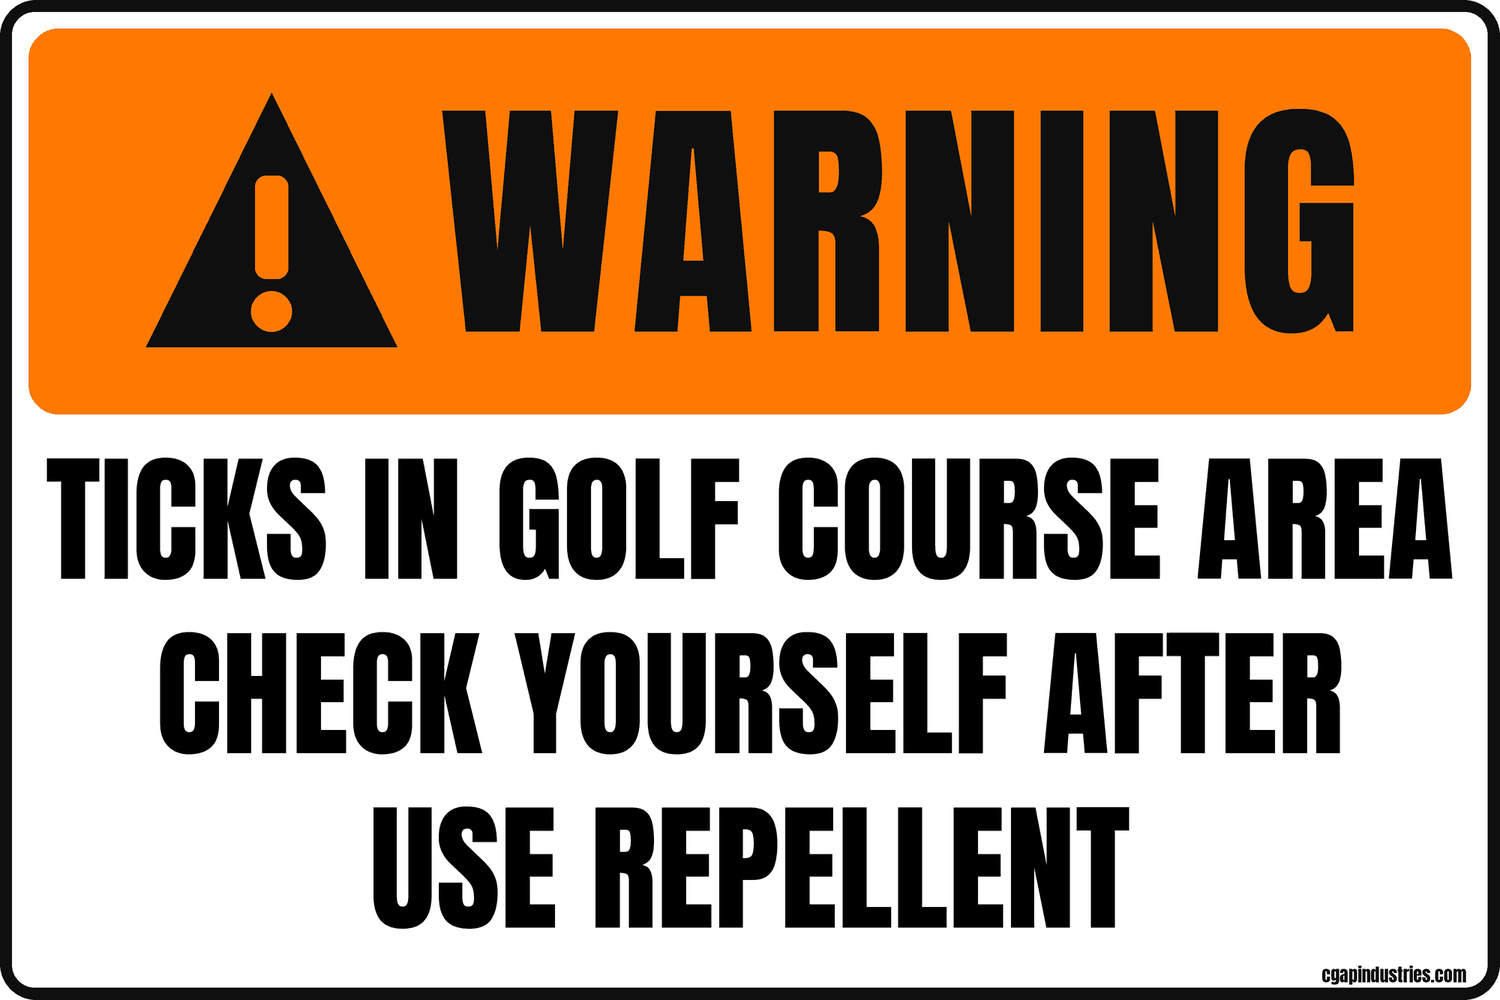 WARNING
TICKS IN GOLF COURSE AREA
CHECK YOURSELF AFTER
USE REPELLENT
cgapindustries.com